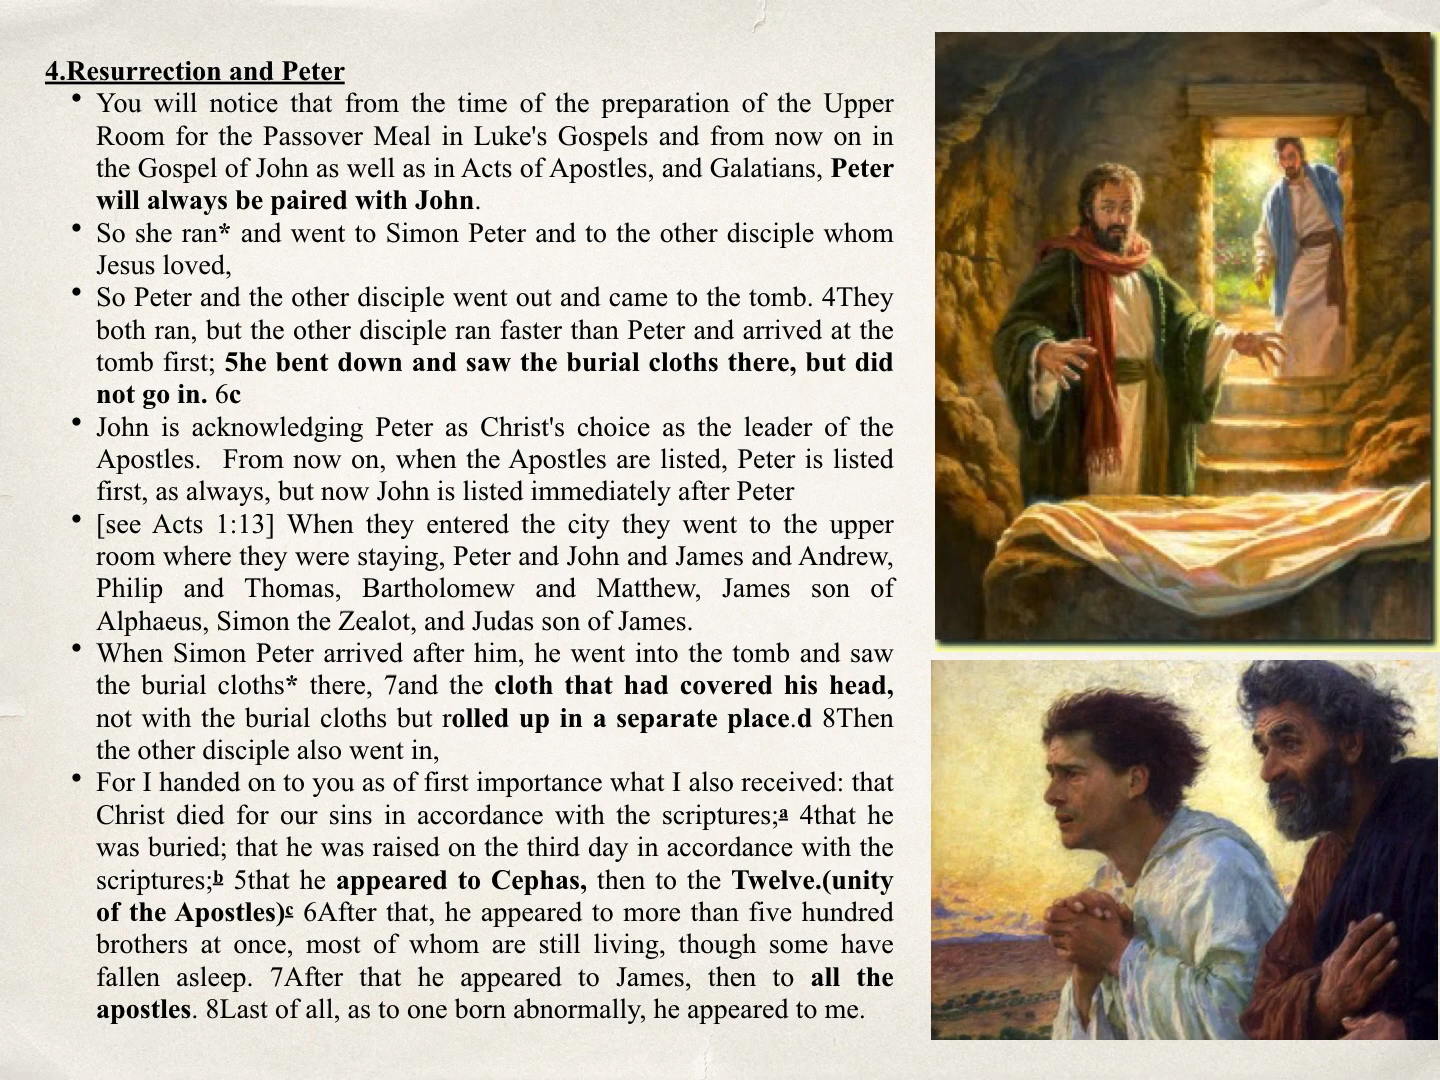 4.Resurrection and Peter
• You will notice that from the time of the preparation of the Upper
Room for the Passover Meal in Luke's Gospels and from now on in
the Gospel of John as well as in Acts of Apostles, and Galatians, Peter
will always be paired with John.
• So she ran* and went to Simon Peter and to the other disciple whom
Jesus loved,
• So Peter and the other disciple went out and came to the tomb. 4They
both ran, but the other disciple ran faster than Peter and arrived at the
tomb first; 5he bent down and saw the burial cloths there, but did
not go in. 6c
• John is acknowledging Peter as Christ's choice as the leader of the
Apostles.  From now on, when the Apostles are listed, Peter is listed
first, as always, but now John is listed immediately after Peter
• [see Acts 1:13] When they entered the city they went to the upper
room where they were staying, Peter and John and James and Andrew,
Philip and Thomas, Bartholomew and Matthew, James son of
Alphaeus, Simon the Zealot, and Judas son of James.
• When Simon Peter arrived after him, he went into the tomb and saw
the burial cloths* there, 7and the cloth that had covered his head,
not with the burial cloths but rolled up in a separate place.d 8Then
the other disciple also went in,
• For I handed on to you as of first importance what I also received: that
Christ died for our sins in accordance with the scriptures;a 4that he
was buried; that he was raised on the third day in accordance with the
scriptures;b 5that he appeared to Cephas, then to the Twelve.(unity
of the Apostles)c 6After that, he appeared to more than five hundred
brothers at once, most of whom are still living, though some have
fallen asleep. 7After that he appeared to James, then to all the
apostles. 8Last of all, as to one born abnormally, he appeared to me.